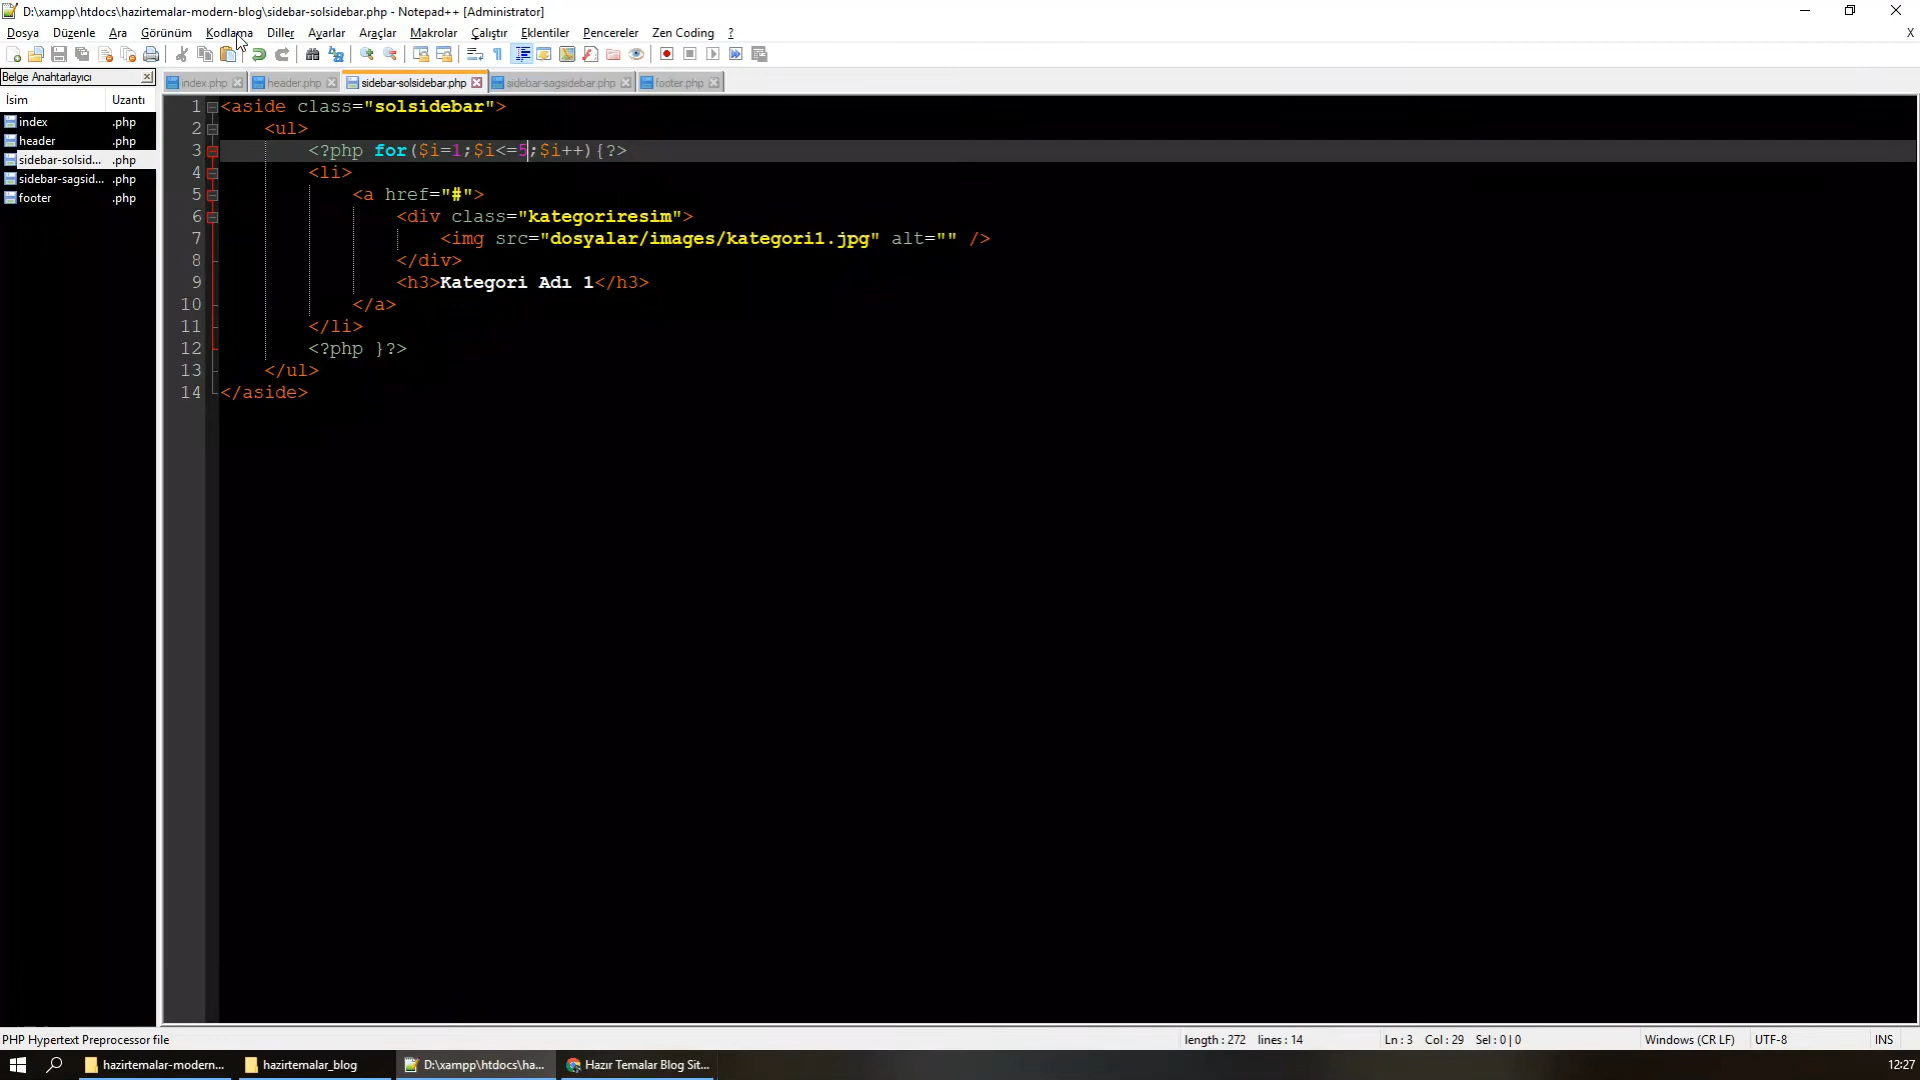 D:\xampp\htdocs\hazirtemalar-modern-blog\sidebar-solsidebar.php - Notepad++ [Administrator]
Dosya Düzenle Ara Görünüm Kodlama Diller Ayarlar Araçlar Makrolar Çalıştır Eklentiler Pencereler Zen Coding ? X
Belge Anahtarlayıcı
index.php header.php sidebar-solsidebar.php sidebar-sagsidebar.php footer.php
İsim Uzantı
index .php
header .php
sidebar-solsid... .php
sidebar-sagsid... .php
footer .php
1 <aside class="solsidebar">
2 <ul>
3 <?php for($i=1;$i<=5;$i++){?>
4 <li>
5 <a href="#">
6 <div class="kategoriresim">
7 <img src="dosyalar/images/kategori1.jpg" alt="" />
8 </div>
9 <h3>Kategori Adı 1</h3>
10 </a>
11 </li>
12 <?php }?>
13 </ul>
14 </aside>
PHP Hypertext Preprocessor file length : 272 lines : 14 Ln : 3 Col : 29 Sel : 0 | 0 Windows (CR LF) UTF-8 INS
hazirtemalar-modern... hazirtemalar_blog D:\xampp\htdocs\ha... Hazır Temalar Blog Sit... 12:27